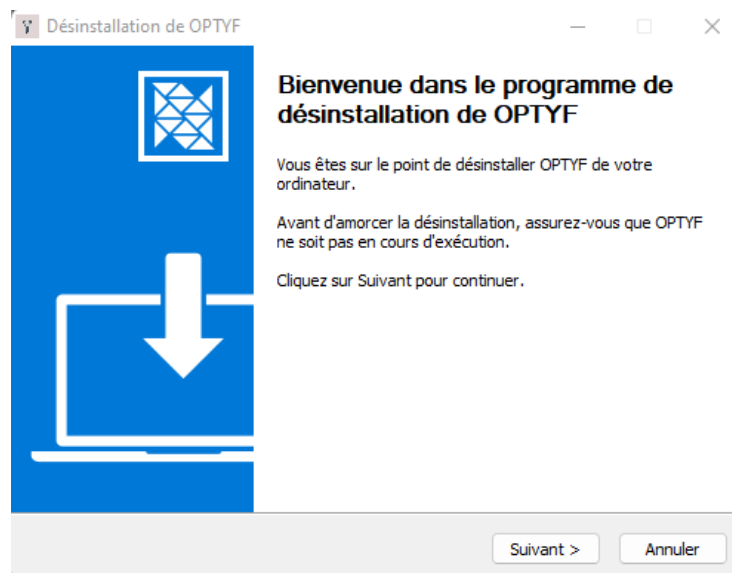 Désinstallation de OPTYF
Bienvenue dans le programme de
désinstallation de OPTYF
Vous êtes sur le point de désinstaller OPTYF de votre
ordinateur.
Avant d'amorcer la désinstallation, assurez-vous que OPTYF
ne soit pas en cours d'exécution.
Cliquez sur Suivant pour continuer.
Suivant >
Annuler